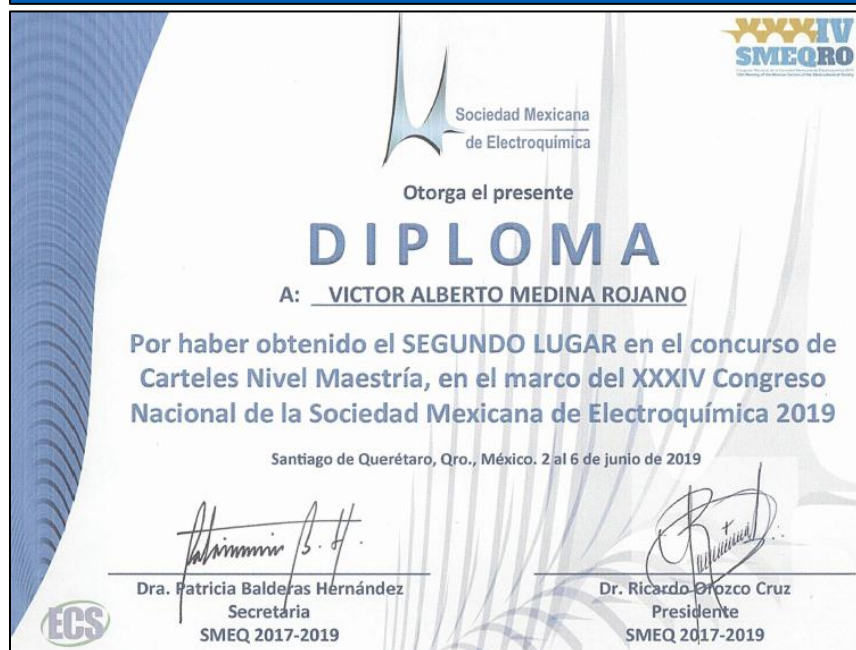 XXXIV
SMEQRO
Sociedad Mexicana
de Electroquímica
Otorga el presente
DIPLOMA
A: VICTOR ALBERTO MEDINA ROJANO
Por haber obtenido el SEGUNDO LUGAR en el concurso de
Carteles Nivel Maestría, en el marco del XXXIV Congreso
Nacional de la Sociedad Mexicana de Electroquímica 2019
Santiago de Querétaro, Qro., México. 2 al 6 de junio de 2019
Dra. Patricia Balderas Hernández
Secretaria
SMEQ 2017-2019
Dr. Ricardo Orozco Cruz
Presidente
SMEQ 2017-2019
ECS